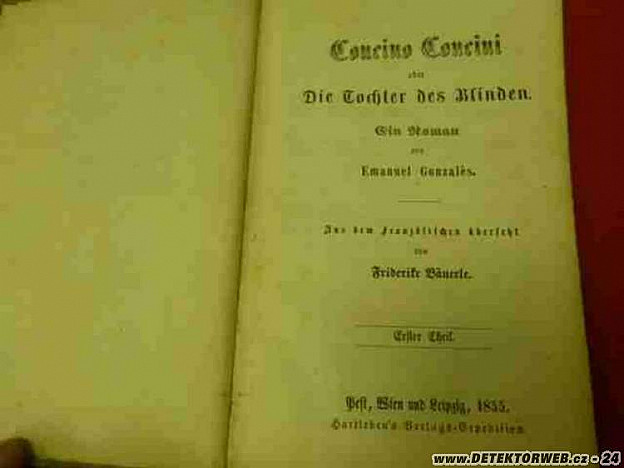 Concino Concini
oder
Die Tochter des Blinden.
Ein Roman
von
Emanuel Gonzalès.
Aus dem Französischen übersetzt
von
Friderike Bäuerle.
Erster Theil.
Pest, Wien und Leipzig, 1855.
Hartleben's Verlags-Expedition
www.DETEKTORWEB.cz - 24